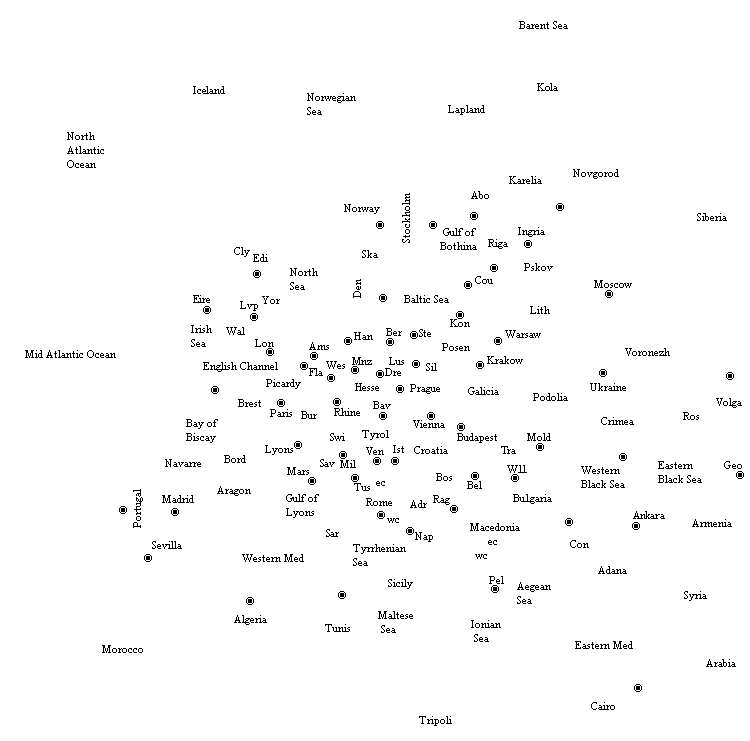 Barent Sea
Iceland
Norwegian
Sea
Kola
Lapland
North
Atlantic
Ocean
Karelia
Novgorod
Abo
Norway
Stockholm
Siberia
Gulf of
Bothina
Ingria
Riga
Cly
Edi
Ska
Pskov
North
Sea
Den
Cou
Moscow
Eire
Lvp
Yor
Baltic Sea
Lith
Irish
Sea
Wal
Kon
Lon
Ams
Han
Ber
Ste
Posen
Warsaw
Mid Atlantic Ocean
Voronezh
English Channel
Fla
Wes
Mnz
Lus
Sil
Krakow
Dre
Picardy
Hesse
Prague
Galicia
Podolia
Ukraine
Volga
Brest
Paris
Bur
Rhine
Bav
Ros
Bay of
Biscay
Vienna
Crimea
Swi
Tyrol
Budapest
Mold
Lyons
Ven
Ist
Croatia
Tra
Navarre
Bord
Sav
Mil
Western
Black Sea
Eastern
Black Sea
Geo
Mars
Tus
ec
Bos
Bel
Wll
Aragon
Portugal
Madrid
Gulf of
Lyons
Rome
Adr
Rag
Bulgaria
wc
Ankara
Armenia
Sar
Nap
Macedonia
ec
wc
Con
Sevilla
Western Med
Tyrrhenian
Sea
Adana
Sicily
Pel
Aegean
Sea
Syria
Algeria
Tunis
Maltese
Sea
Ionian
Sea
Morocco
Eastern Med
Arabia
Cairo
Tripoli